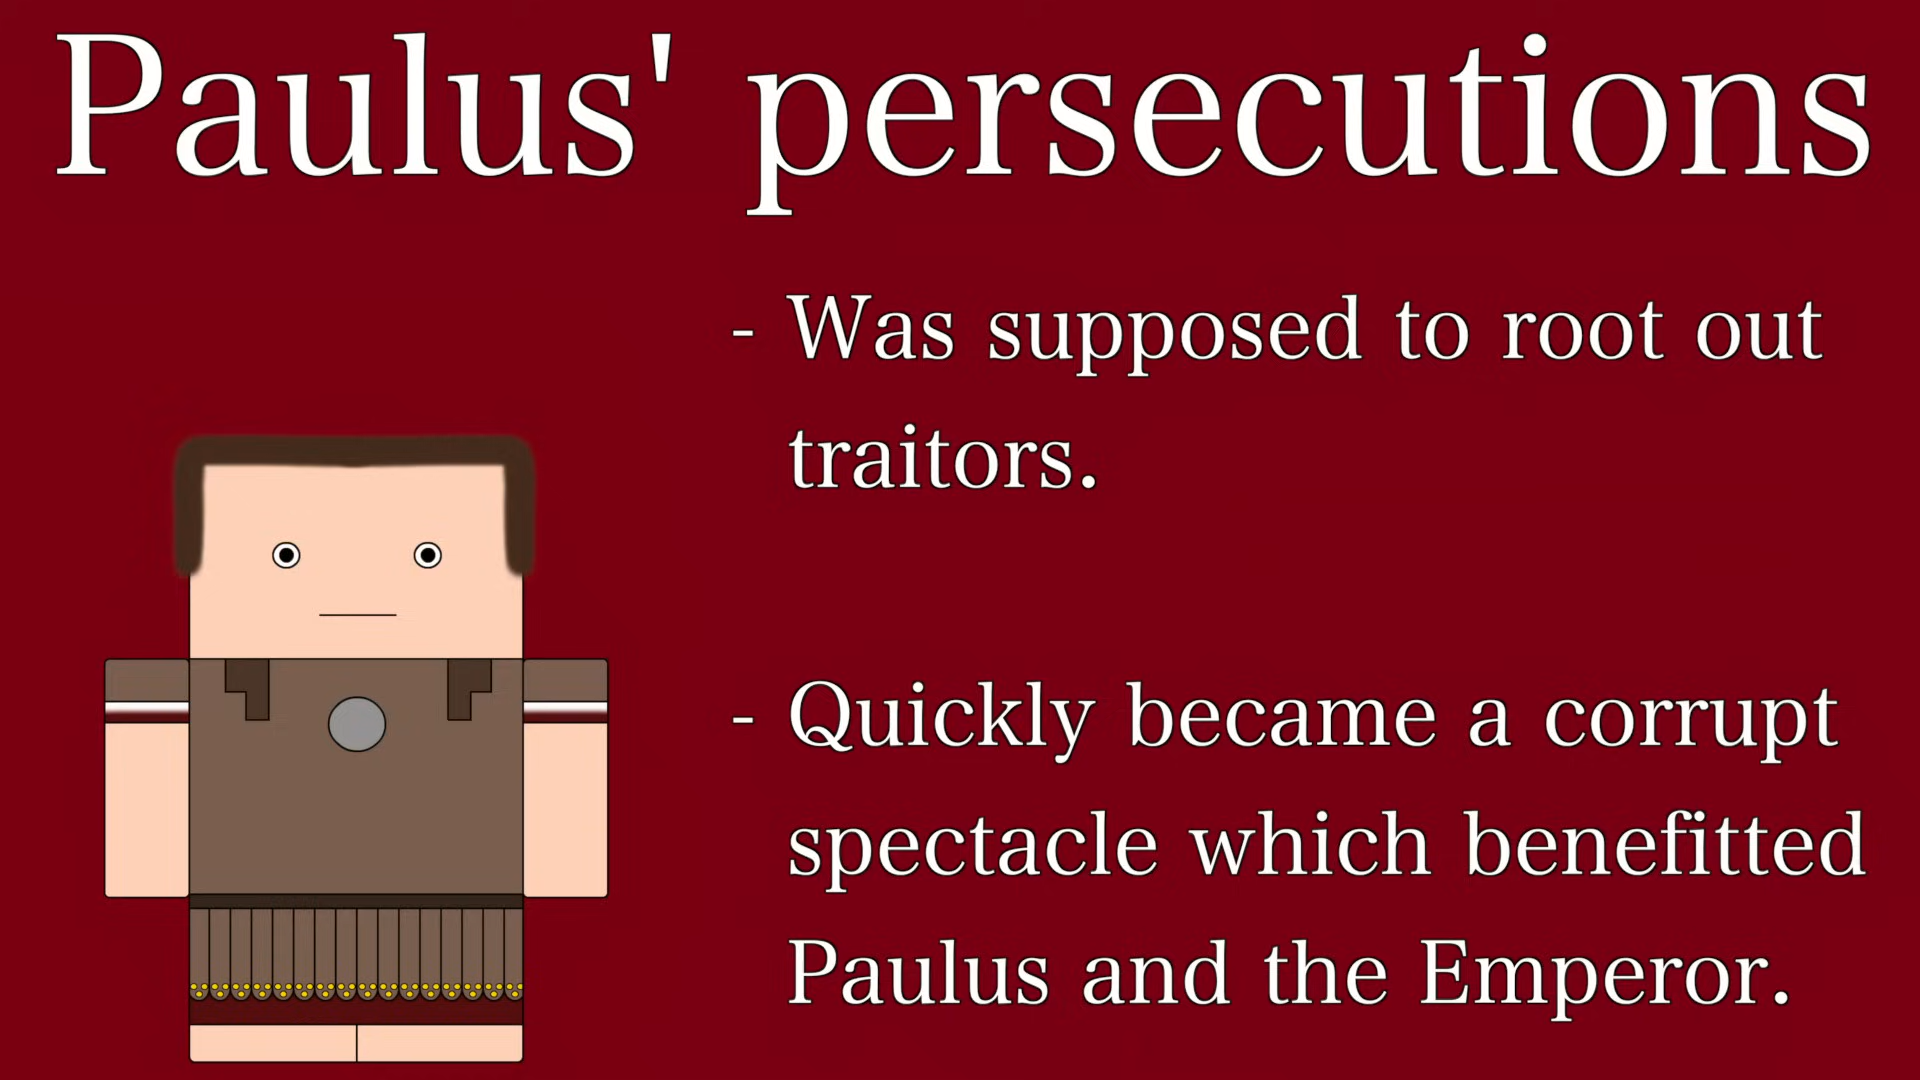 Paulus' persecutions
- Was supposed to root out
traitors.
- Quickly became a corrupt
spectacle which benefitted
Paulus and the Emperor.